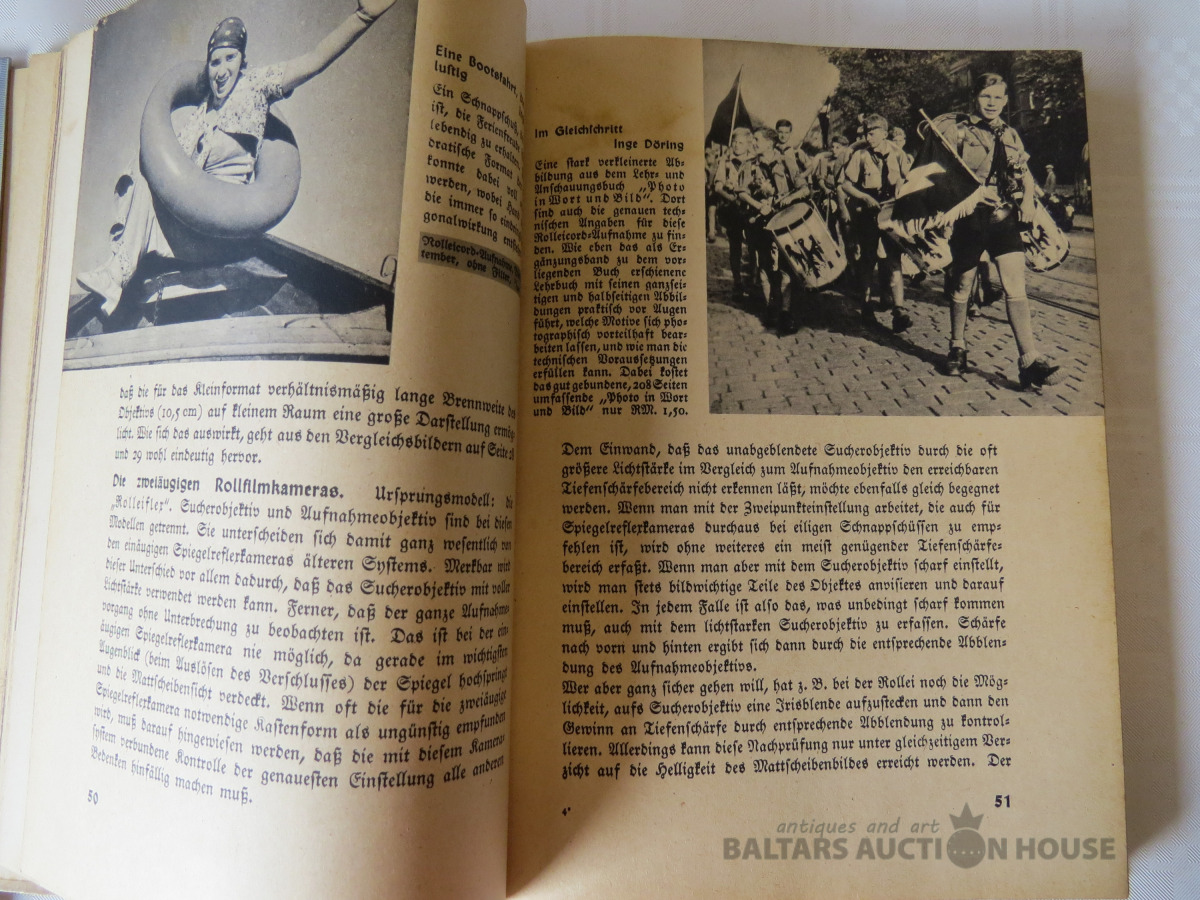 Eine Bootsfahrt,
lustig
Ein Schnappschuß,
ist, die Ferienfreude
lebendig zu erhalten,
dratische Format
konnte dabei voll
werden, wobei
die immer so
gonalwirkung
Rolleicord-Aufnahme,
tember, ohne Filter,
daß die für das Kleinformat verhältnismäßig lange Brennweite des
Objektivs (10,5 cm) auf kleinem Raum eine große Darstellung ermög-
licht. Wie sich das auswirkt, geht aus den Vergleichsbildern auf Seite 28
und 29 wohl eindeutig hervor.
Die zweiäugigen Rollfilmkameras. Ursprungsmodell: die
„Rolleiflex“. Sucherobjektiv und Aufnahmeobjektiv sind bei diesen
Modellen getrennt. Sie unterscheiden sich damit ganz wesentlich von
den einäugigen Spiegelreflexkameras älteren Systems. Merkbar wird
dieser Unterschied vor allem dadurch, daß das Sucherobjektiv mit voller
Lichtstärke verwendet werden kann. Ferner, daß der ganze Aufnahme-
vorgang ohne Unterbrechung zu beobachten ist. Das ist bei der ein-
äugigen Spiegelreflexkamera nie möglich, da gerade im wichtigsten
Augenblick (beim Auslösen des Verschlusses) der Spiegel hochspringt
und die Mattscheibensicht verdeckt. Wenn oft die für die zweiäugige
Spiegelreflexkamera notwendige Kastenform als ungünstig empfunden
wird, muß darauf hingewiesen werden, daß die mit diesem Kamera-
system verbundene Kontrolle der genauesten Einstellung alle anderen
Bedenken hinfällig machen muß.
50
Im Gleichschritt
Inge Döring
Eine stark verkleinerte Ab-
bildung aus dem Lehr- und
Anschauungsbuch „Photo
in Wort und Bild“. Dort
sind auch die genauen tech-
nischen Angaben für diese
Rolleicord-Aufnahme zu fin-
den. Wie eben das als Er-
gänzungsband zu dem vor-
liegenden Buch erschienene
Lehrbuch mit seinen ganzsei-
tigen und halbseitigen Abbil-
dungen praktisch vor Augen
führt, welche Motive sich pho-
tographisch vorteilhaft bear-
beiten lassen, und wie man die
technischen Voraussetzungen
erfüllen kann. Dabei kostet
das gut gebundene, 208 Seiten
umfassende „Photo in Wort
und Bild“ nur RM. 1,50.
Dem Einwand, daß das unabgeblendete Sucherobjektiv durch die oft
größere Lichtstärke im Vergleich zum Aufnahmeobjektiv den erreichbaren
Tiefenschärfebereich nicht erkennen läßt, möchte ebenfalls gleich begegnet
werden. Wenn man mit der Zweipunkteinstellung arbeitet, die auch für
Spiegelreflexkameras durchaus bei eiligen Schnappschüssen zu emp-
fehlen ist, wird ohne weiteres ein meist genügender Tiefenschärfe-
bereich erfaßt. Wenn man aber mit dem Sucherobjektiv scharf einstellt,
wird man stets bildwichtige Teile des Objektes anvisieren und darauf
einstellen. In jedem Falle ist also das, was unbedingt scharf kommen
muß, auch mit dem lichtstarken Sucherobjektiv zu erfassen. Schärfe
nach vorn und hinten ergibt sich dann durch die entsprechende Abblen-
dung des Aufnahmeobjektivs.
Wer aber ganz sicher gehen will, hat z. B. bei der Rollei noch die Mög-
lichkeit, aufs Sucherobjektiv eine Irisblende aufzustecken und dann den
Gewinn an Tiefenschärfe durch entsprechende Abblendung zu kontrol-
lieren. Allerdings kann diese Nachprüfung nur unter gleichzeitigem Ver-
zicht auf die Helligkeit des Mattscheibenbildes erreicht werden. Der
4*
51
antiques and art
BALTARS AUCTION HOUSE